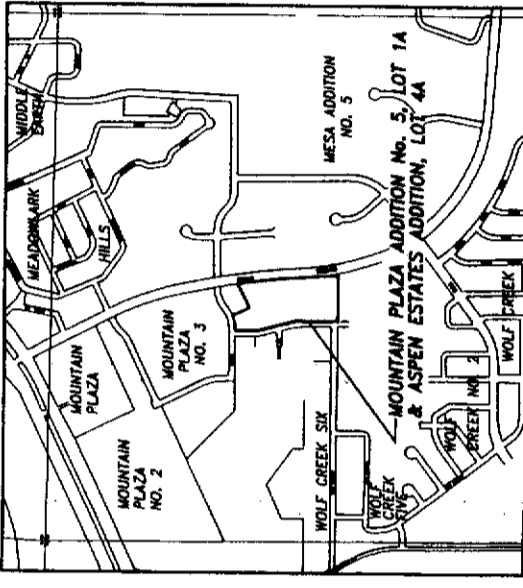 MIDDLE
EARTH
MEADOWLARK
HILLS
MOUNTAIN
PLAZA
MOUNTAIN
PLAZA
NO. 3
MOUNTAIN
PLAZA
NO. 2
MESA ADDITION
NO. 5
MOUNTAIN PLAZA ADDITION No. 5, LOT 1A
& ASPEN ESTATES ADDITION, LOT 4A
WOLF CREEK SIX
WOLF
CREEK
FIVE
WOLF
CREEK NO. 2
WOLF CREEK